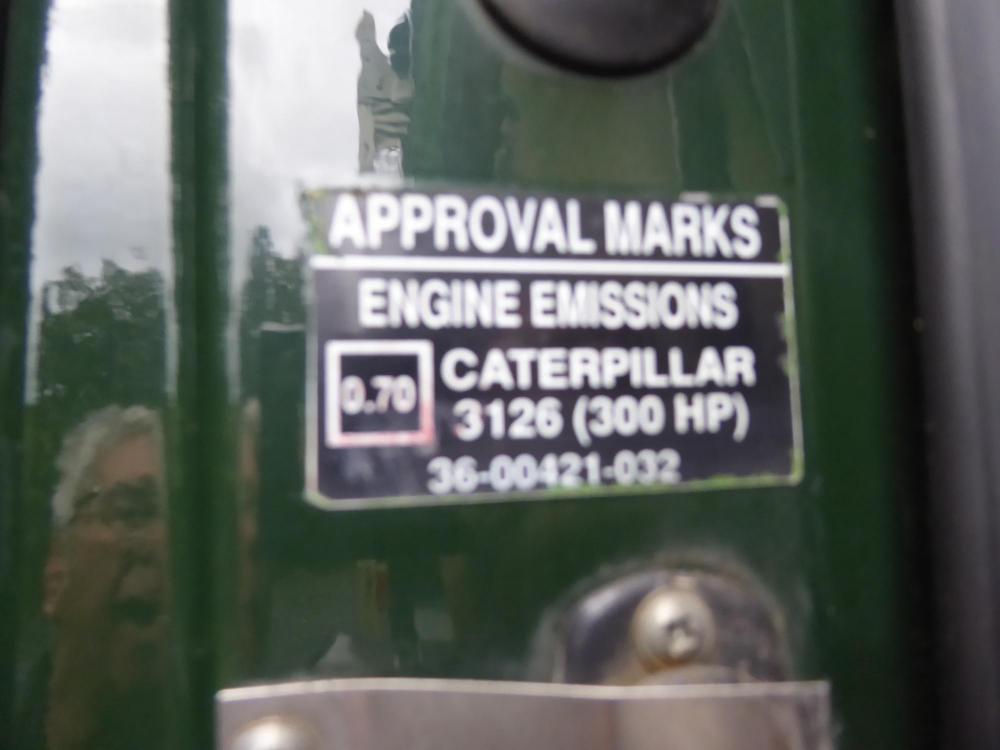 APPROVAL MARKS
ENGINE EMISSIONS
0.70
CATERPILLAR
3126 (300 HP)
36-00421-032